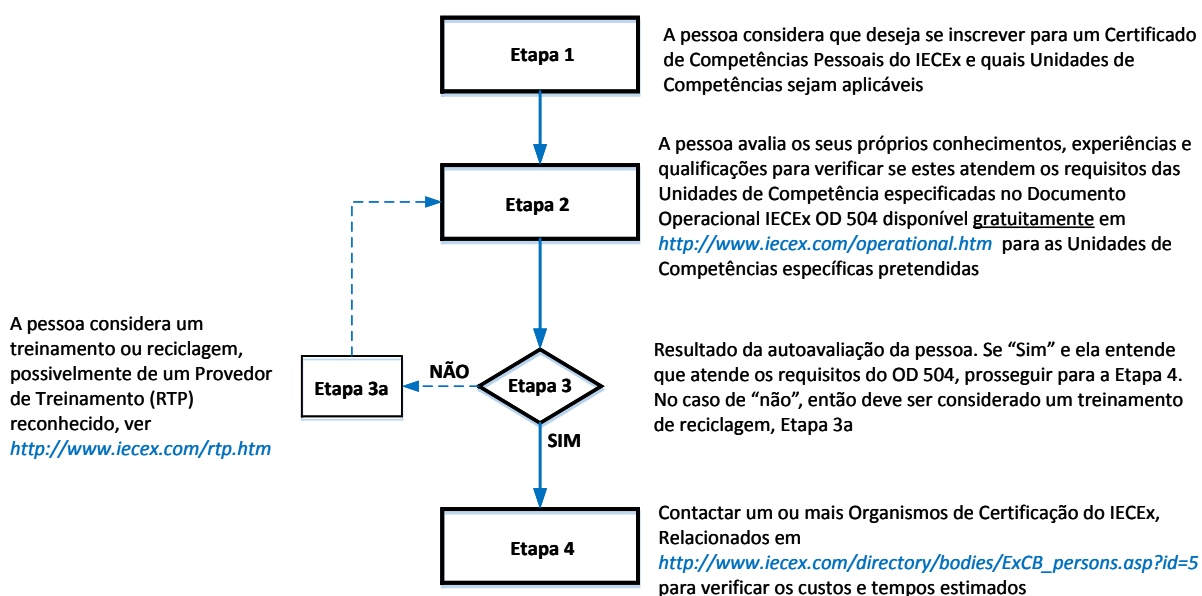 Etapa 1
A pessoa considera que deseja se inscrever para um Certificado
de Competências Pessoais do IECEx e quais Unidades de
Competências sejam aplicáveis
Etapa 2
A pessoa avalia os seus próprios conhecimentos, experiências e
qualificações para verificar se estes atendem os requisitos das
Unidades de Competência especificadas no Documento
Operacional IECEx OD 504 disponível gratuitamente em
http://www.iecex.com/operational.htm para as Unidades de
Competências específicas pretendidas
A pessoa considera um
treinamento ou reciclagem,
possivelmente de um Provedor
de Treinamento (RTP)
reconhecido, ver
http://www.iecex.com/rtp.htm
Etapa 3a
NÃO
Etapa 3
SIM
Resultado da autoavaliação da pessoa. Se “Sim” e ela entende
que atende os requisitos do OD 504, prosseguir para a Etapa 4.
No caso de “não”, então deve ser considerado um treinamento
de reciclagem, Etapa 3a
Etapa 4
Contactar um ou mais Organismos de Certificação do IECEx,
Relacionados em
http://www.iecex.com/directory/bodies/ExCB_persons.asp?id=5
para verificar os custos e tempos estimados